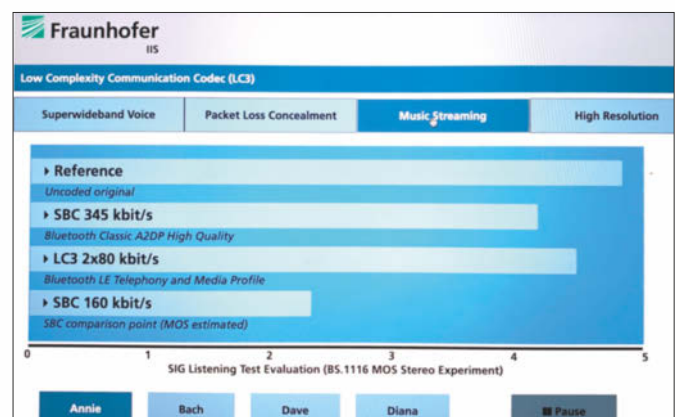 Fraunhofer
IIS
Low Complexity Communication Codec (LC3)
Superwideband Voice Packet Loss Concealment Music Streaming High Resolution
Reference
Uncoded original
SBC 345 kbit/s
Bluetooth Classic A2DP High Quality
LC3 2x80 kbit/s
Bluetooth LE Telephony and Media Profile
SBC 160 kbit/s
SBC comparison point (MOS estimated)
0 1 2 3 4 5
SIG Listening Test Evaluation (BS.1116 MOS Stereo Experiment)
Annie Bach Dave Diana Pause